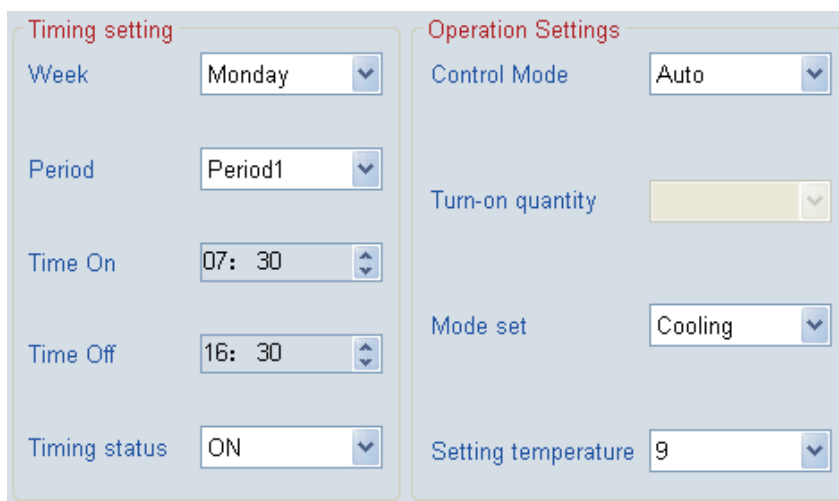 Timing setting
Week Monday
Period Period1
Time On 07: 30
Time Off 16: 30
Timing status ON
Operation Settings
Control Mode Auto
Turn-on quantity
Mode set Cooling
Setting temperature 9